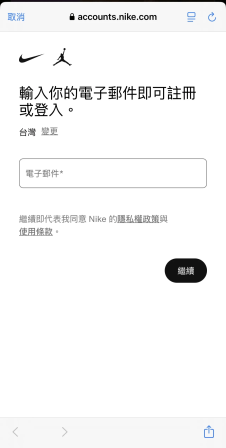 取消
accounts.nike.com
輸入你的電子郵件即可註冊
或登入。
台灣 變更
電子郵件*
繼續即代表我同意 Nike 的隱私權政策與
使用條款。
繼續